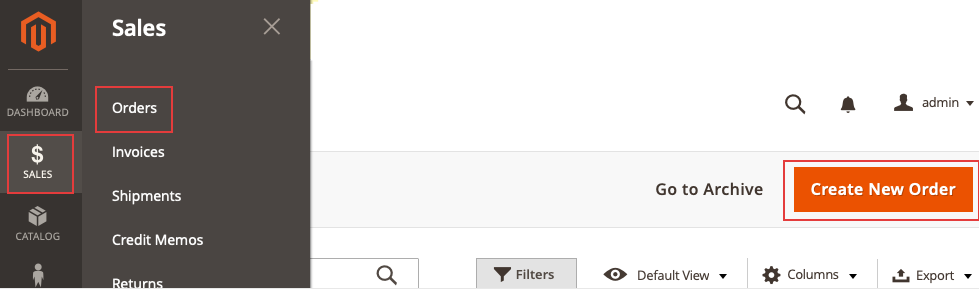 Sales
DASHBOARD
Orders
admin
$
SALES
Invoices
Go to Archive
Create New Order
Shipments
CATALOG
Credit Memos
Returns
Filters
Default View
Columns
Export